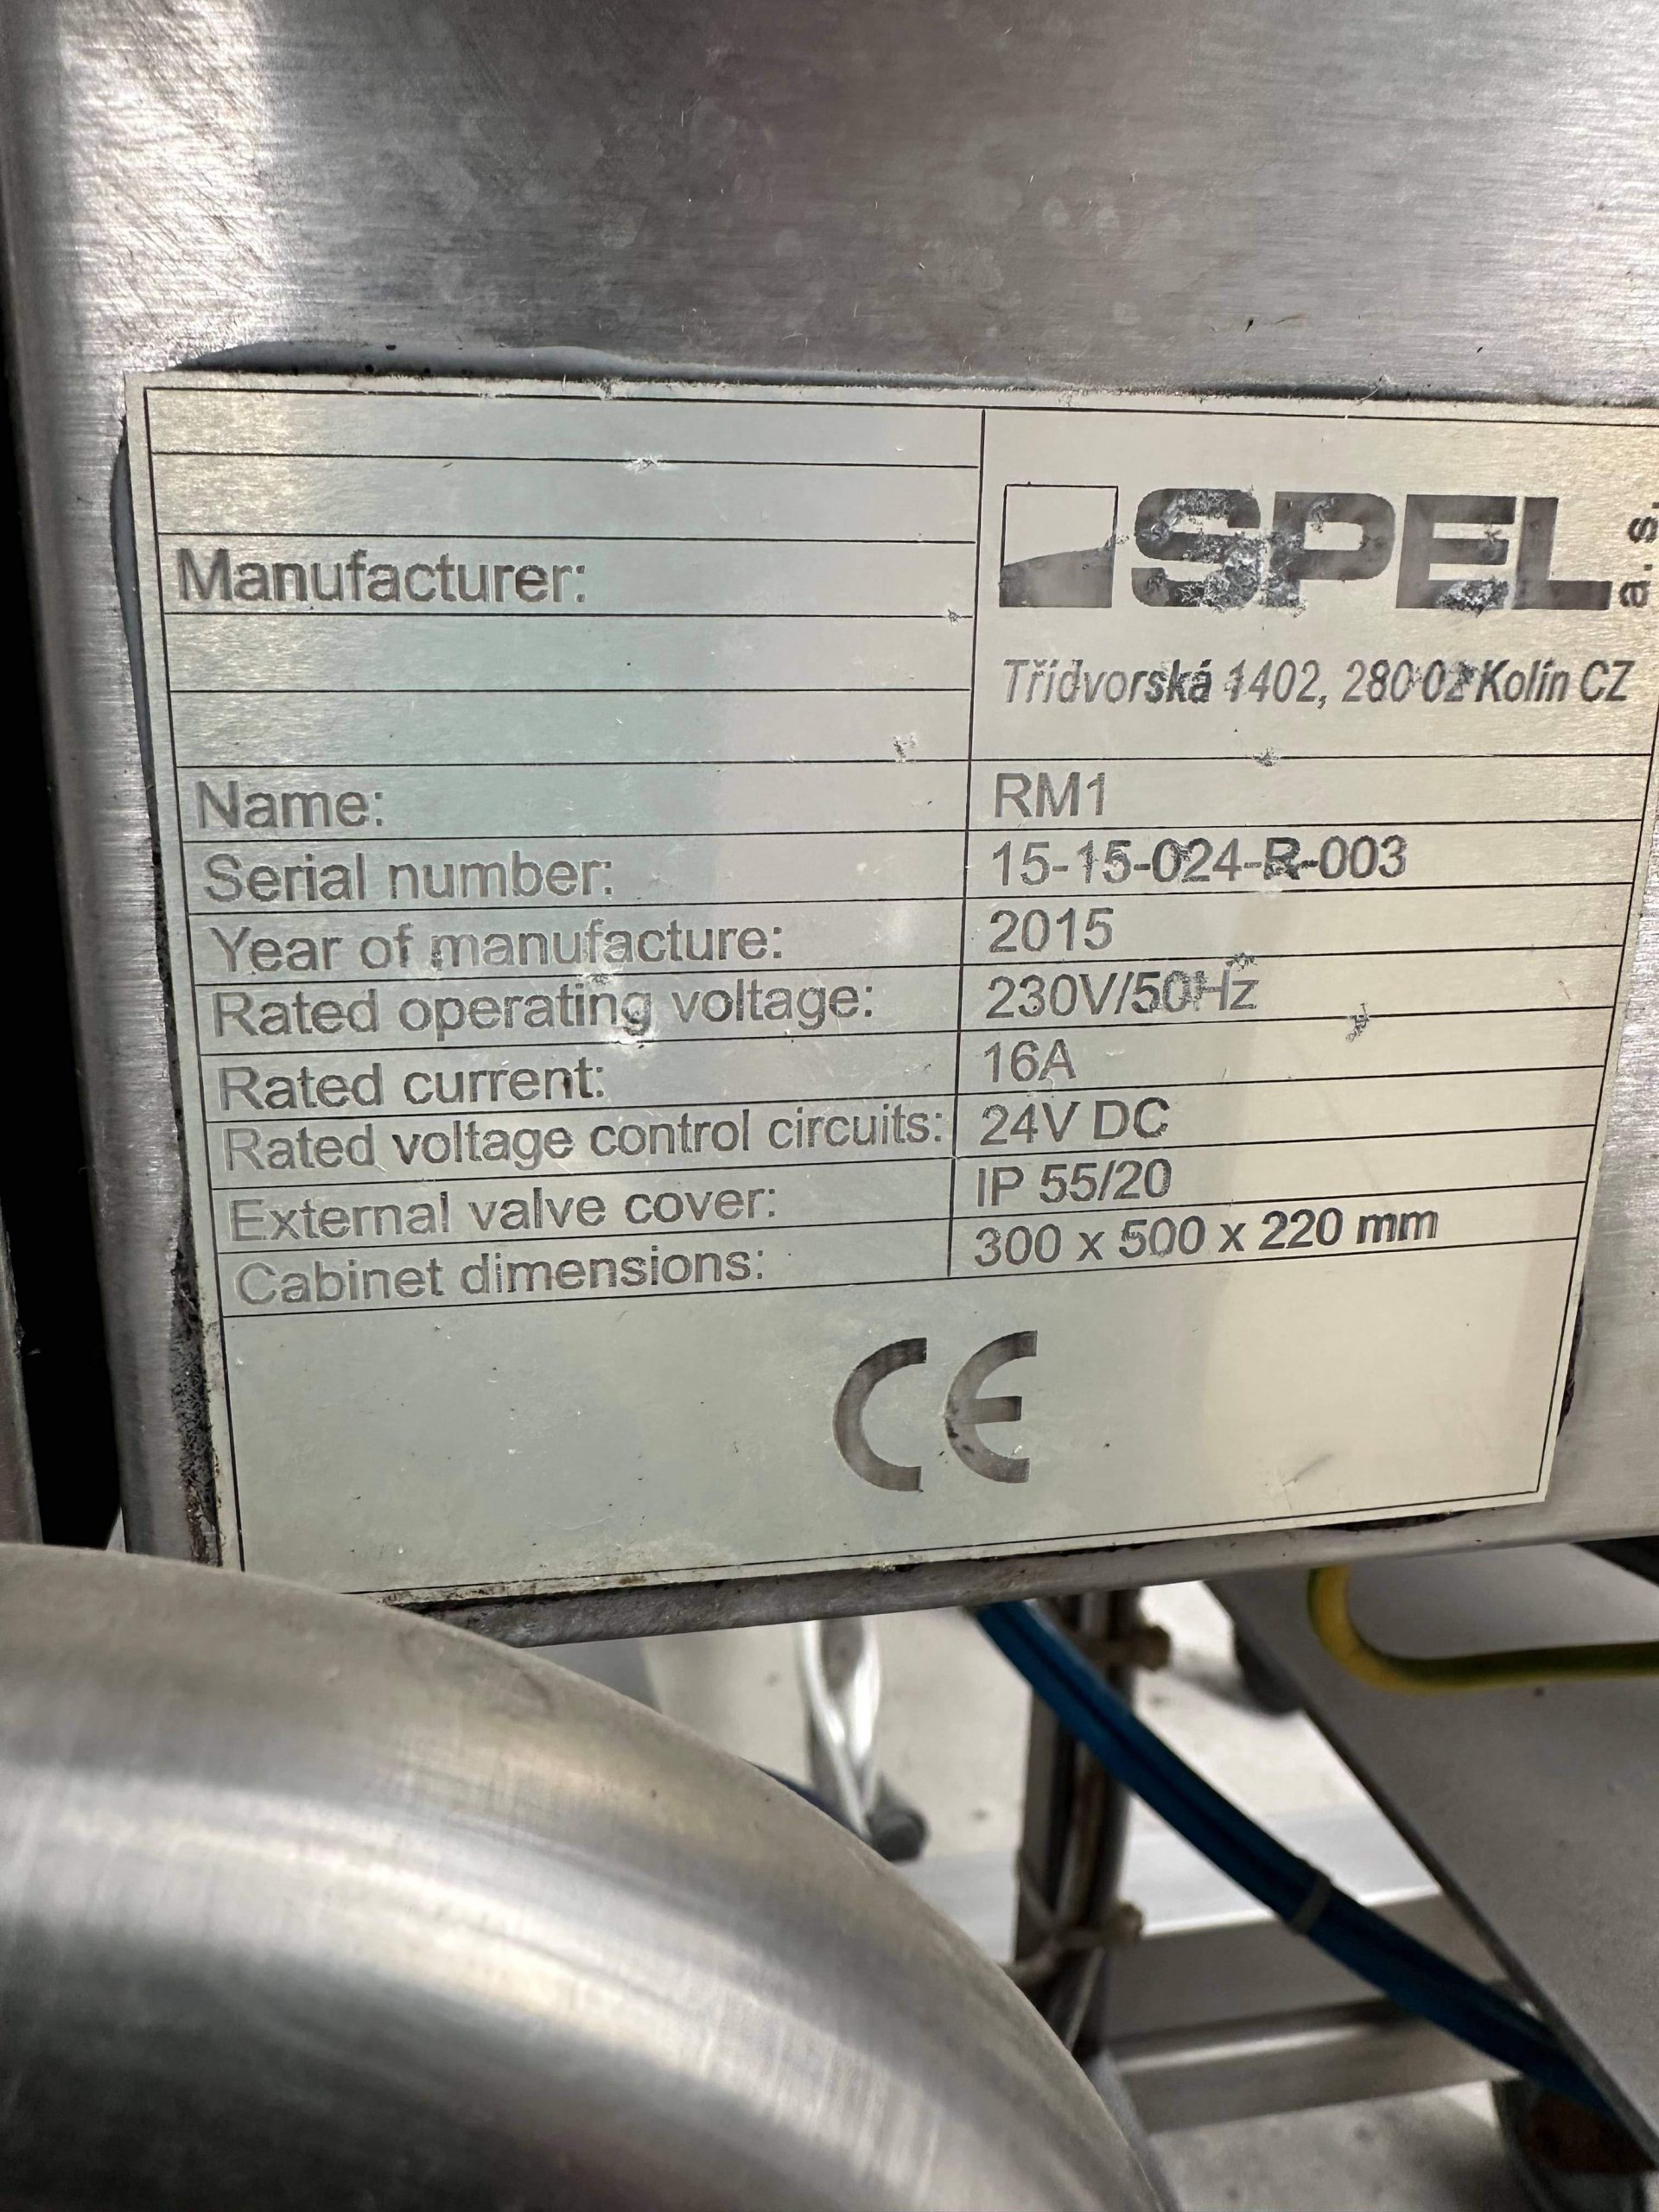 Manufacturer:
SPEL a. s.
Třídvorská 1402, 280 02 Kolín CZ
Name: RM1
Serial number: 15-15-024-R-003
Year of manufacture: 2015
Rated operating voltage: 230V/50Hz
Rated current: 16A
Rated voltage control circuits: 24V DC
External valve cover: IP 55/20
Cabinet dimensions: 300 x 500 x 220 mm
CE